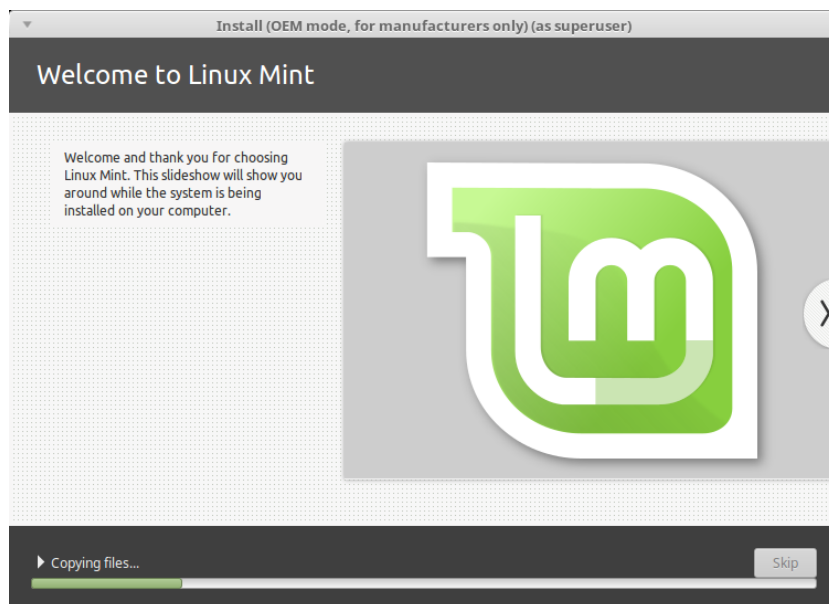 Install (OEM mode, for manufacturers only) (as superuser)
Welcome to Linux Mint
Welcome and thank you for choosing
Linux Mint. This slideshow will show you
around while the system is being
installed on your computer.
lm
Copying files...
Skip